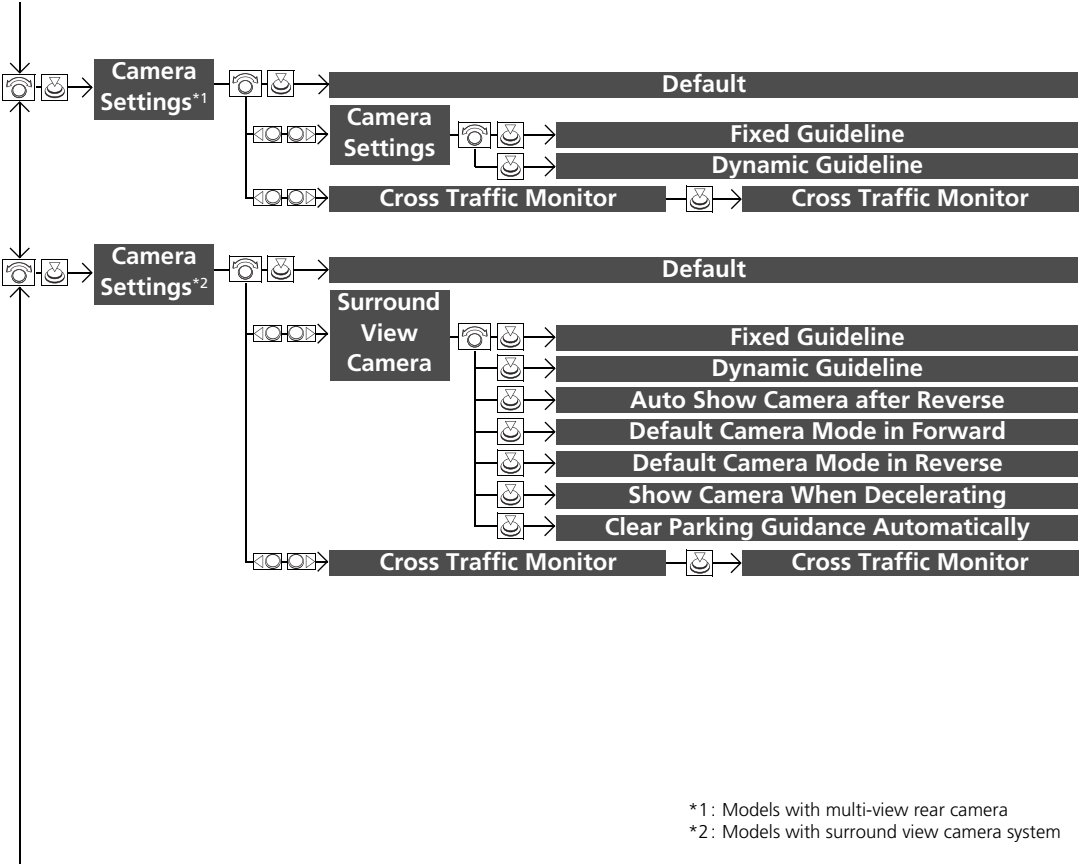 Camera
Settings*1
Default
Camera
Settings
Fixed Guideline
Dynamic Guideline
Cross Traffic Monitor
Cross Traffic Monitor
Camera
Settings*2
Default
Surround
View
Camera
Fixed Guideline
Dynamic Guideline
Auto Show Camera after Reverse
Default Camera Mode in Forward
Default Camera Mode in Reverse
Show Camera When Decelerating
Clear Parking Guidance Automatically
Cross Traffic Monitor
Cross Traffic Monitor
*1: Models with multi-view rear camera
*2: Models with surround view camera system